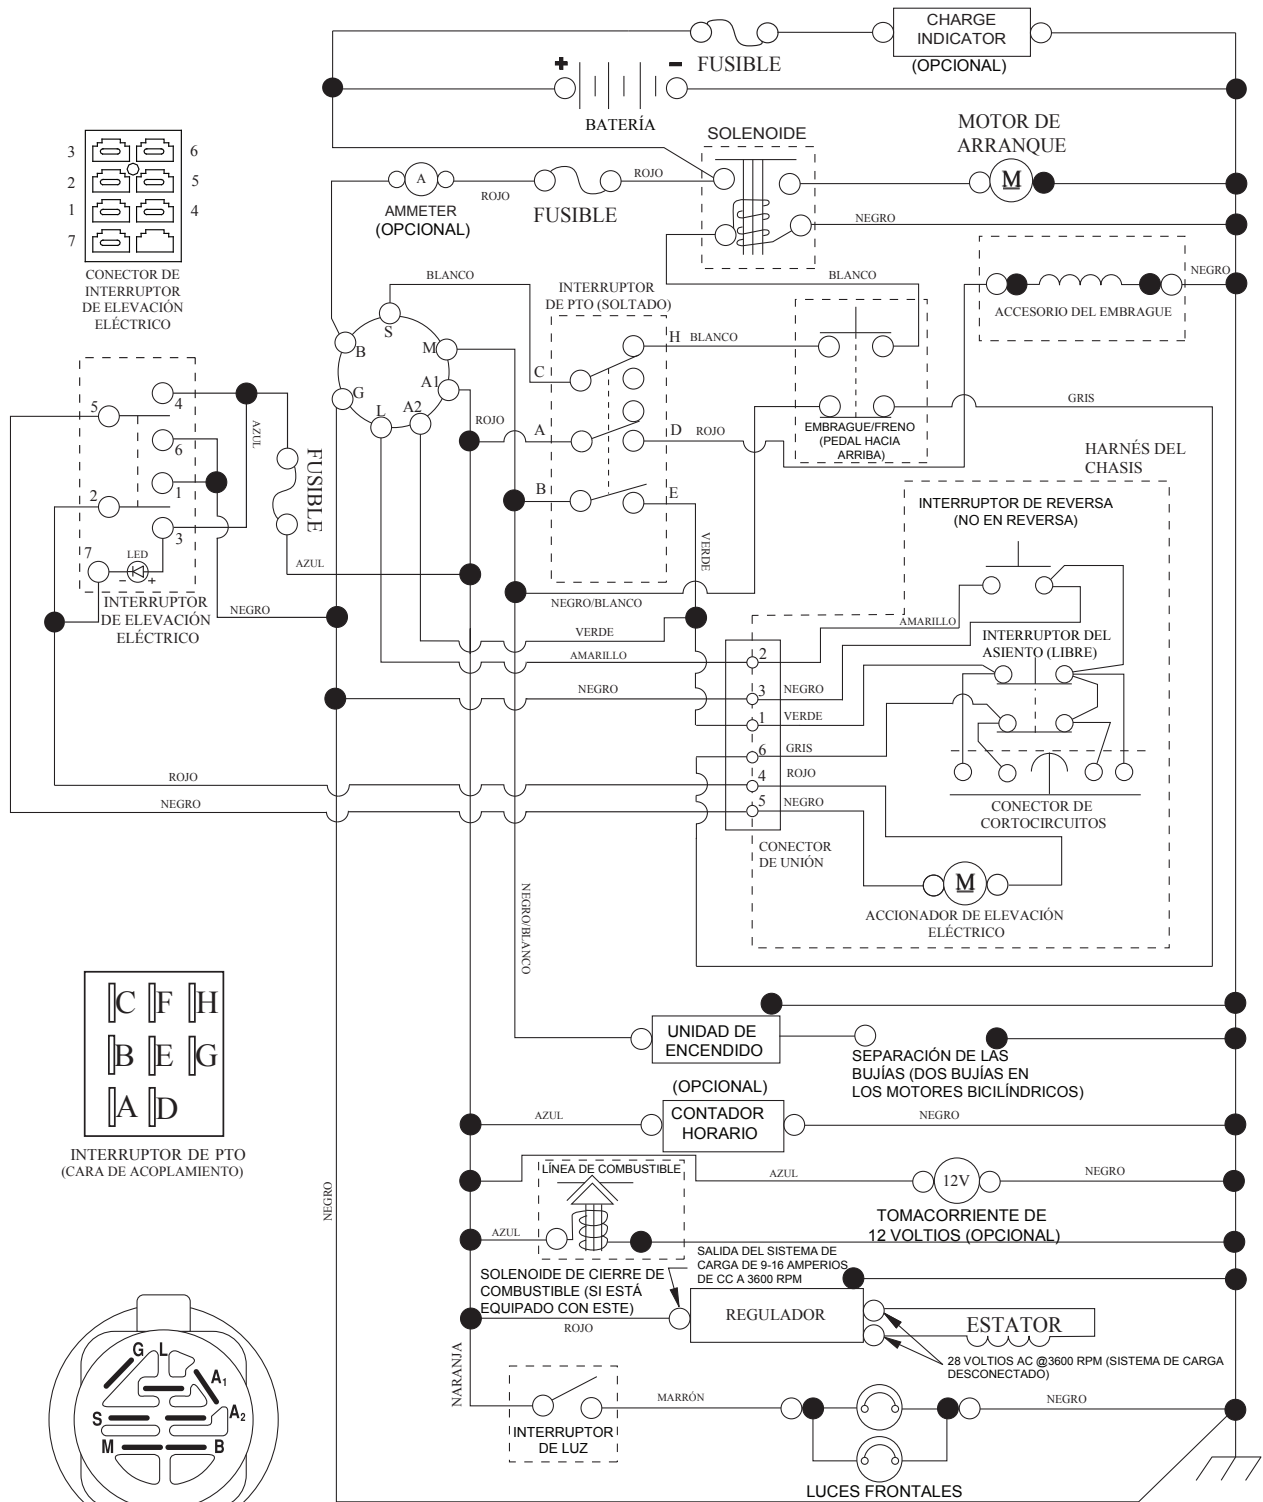 CHARGE
INDICATOR
(OPCIONAL)
FUSIBLE
+
-
BATERÍA
SOLENOIDE
MOTOR DE
ARRANQUE
M
3
6
2
5
1
4
7
CONECTOR DE
INTERRUPTOR
DE ELEVACIÓN
ELÉCTRICO
A
ROJO
AMMETER
(OPCIONAL)
FUSIBLE
ROJO
NEGRO
BLANCO
BLANCO
NEGRO
ACCESORIO DEL EMBRAGUE
INTERRUPTOR
DE PTO (SOLTADO)
S
B
M
G
A1
L
A2
H
BLANCO
C
A
D
ROJO
B
E
ROJO
EMBRAGUE/FRENO
(PEDAL HACIA
ARRIBA)
GRIS
4
5
6
1
2
3
7
LED
-
+
AZUL
FUSIBLE
AZUL
INTERRUPTOR
DE ELEVACIÓN
ELÉCTRICO
NEGRO
HARNÉS DEL
CHASIS
INTERRUPTOR DE REVERSA
(NO EN REVERSA)
VERDE
NEGRO/BLANCO
AMARILLO
VERDE
AMARILLO
INTERRUPTOR DEL
ASIENTO (LIBRE)
2
NEGRO
3
NEGRO
1
VERDE
6
GRIS
ROJO
4
ROJO
NEGRO
5
NEGRO
CONECTOR DE
CORTOCIRCUITOS
CONECTOR
DE UNIÓN
M
ACCIONADOR DE ELEVACIÓN
ELÉCTRICO
NEGRO/BLANCO
C F H
B E G
A D
INTERRUPTOR DE PTO
(CARA DE ACOPLAMIENTO)
UNIDAD DE
ENCENDIDO
SEPARACIÓN DE LAS
BUJÍAS (DOS BUJÍAS EN
LOS MOTORES BICILÍNDRICOS)
(OPCIONAL)
AZUL
CONTADOR
HORARIO
NEGRO
LÍNEA DE COMBUSTIBLE
AZUL
12V
NEGRO
TOMACORRIENTE DE
12 VOLTIOS (OPCIONAL)
NEGRO
AZUL
SALIDA DEL SISTEMA DE
CARGA DE 9-16 AMPERIOS
DE CC A 3600 RPM
SOLENOIDE DE CIERRE DE
COMBUSTIBLE (SI ESTÁ
EQUIPADO CON ESTE)
ROJO
REGULADOR
ESTATOR
28 VOLTIOS AC @3600 RPM (SISTEMA DE CARGA
DESCONECTADO)
NARANJA
INTERRUPTOR
DE LUZ
MARRÓN
NEGRO
LUCES FRONTALES
G L
A1
S
A2
M
B